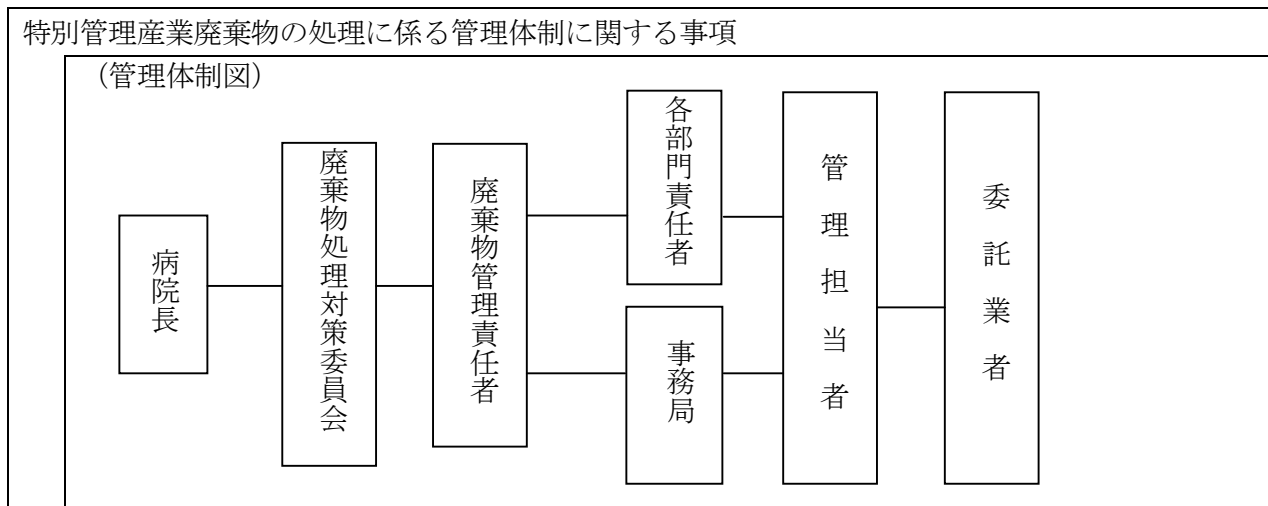 特別管理産業廃棄物の処理に係る管理体制に関する事項
（管理体制図）
病院長
廃棄物処理対策委員会
廃棄物管理責任者
各部門責任者
事務局
管理担当者
委託業者